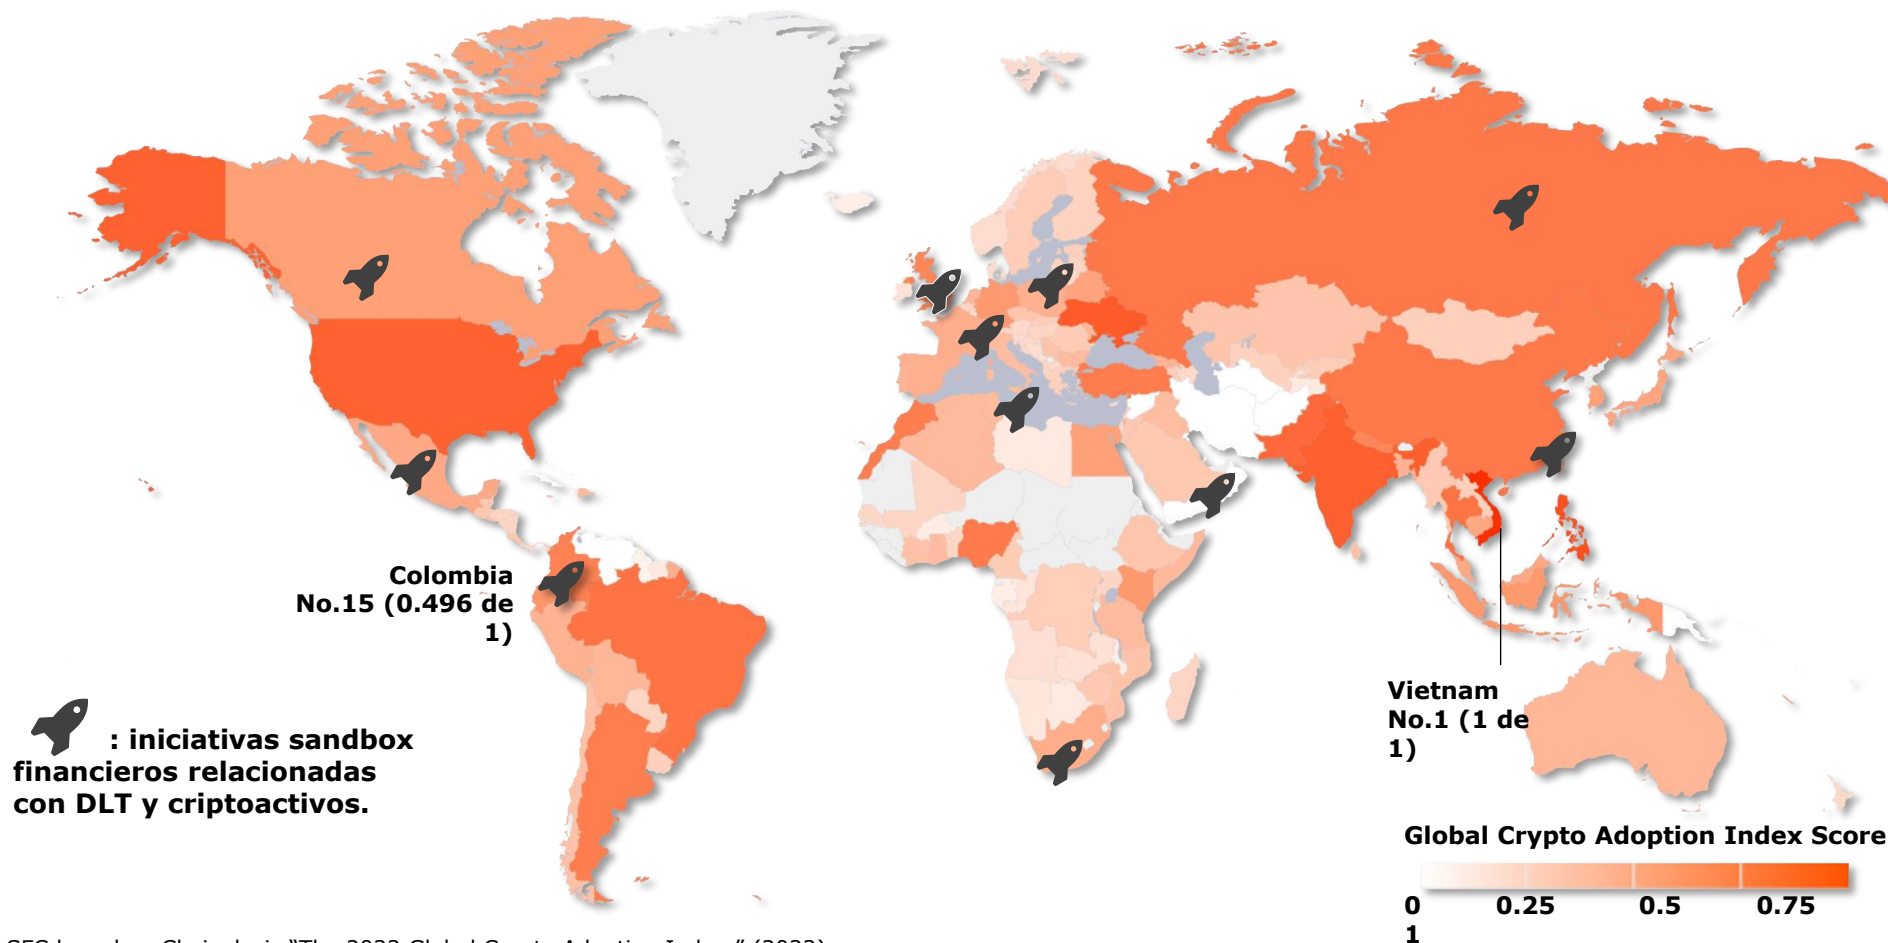 Colombia
No.15 (0.496 de
1)
: iniciativas sandbox
financieros relacionadas
con DLT y criptoactivos.
Vietnam
No.1 (1 de
1)
Global Crypto Adoption Index Score
0 0.25 0.5 0.75
1
(2022)